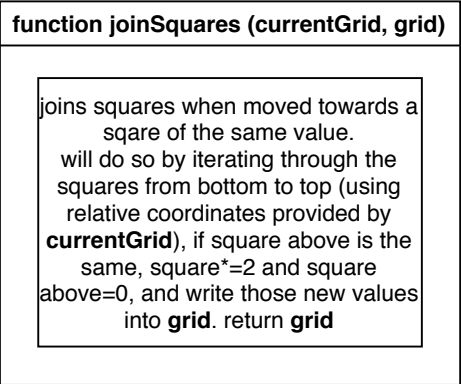 function joinSquares (currentGrid, grid)
joins squares when moved towards a
sqare of the same value.
will do so by iterating through the
squares from bottom to top (using
relative coordinates provided by
currentGrid), if square above is the
same, square*=2 and square
above=0, and write those new values
into grid. return grid